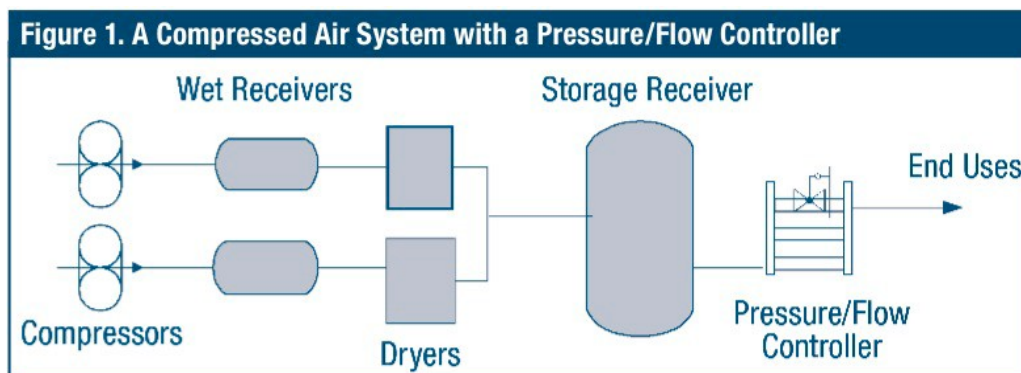 Figure 1. A Compressed Air System with a Pressure/Flow Controller
Wet Receivers
Storage Receiver
End Uses
Compressors
Dryers
Pressure/Flow
Controller